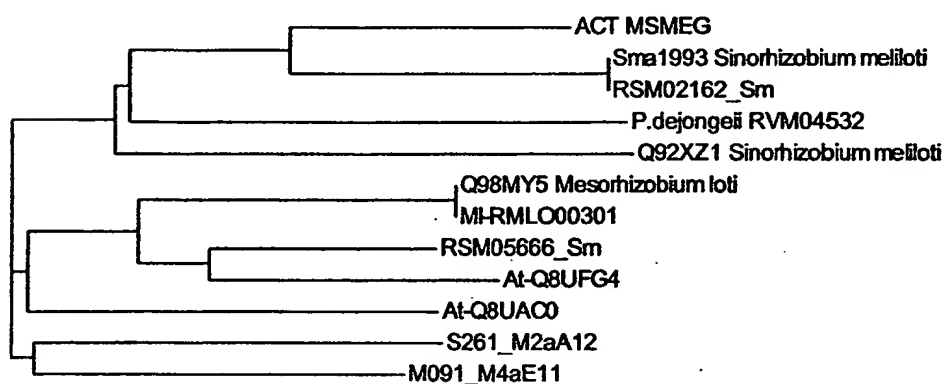 ACT MSMEG
Sma1993 Sinorhizobium meliloti
RSM02162_Sm
P.dejongeii RVM04532
Q92XZ1 Sinorhizobium meliloti
Q98MY5 Mesorhizobium loti
Ml-RMLO00301
RSM05666_Sm
At-Q8UFG4
At-Q8UAC0
S261_M2aA12
M091_M4aE11